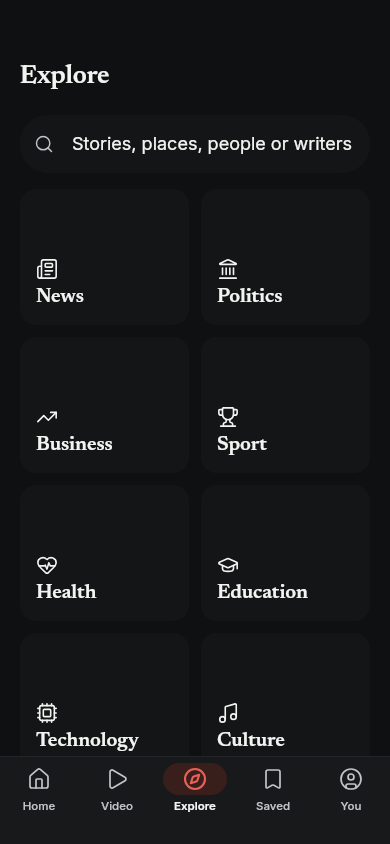 Explore
Stories, places, people or writers
News
Politics
Business
Sport
Health
Education
Technology
Culture
Home
Video
Explore
Saved
You